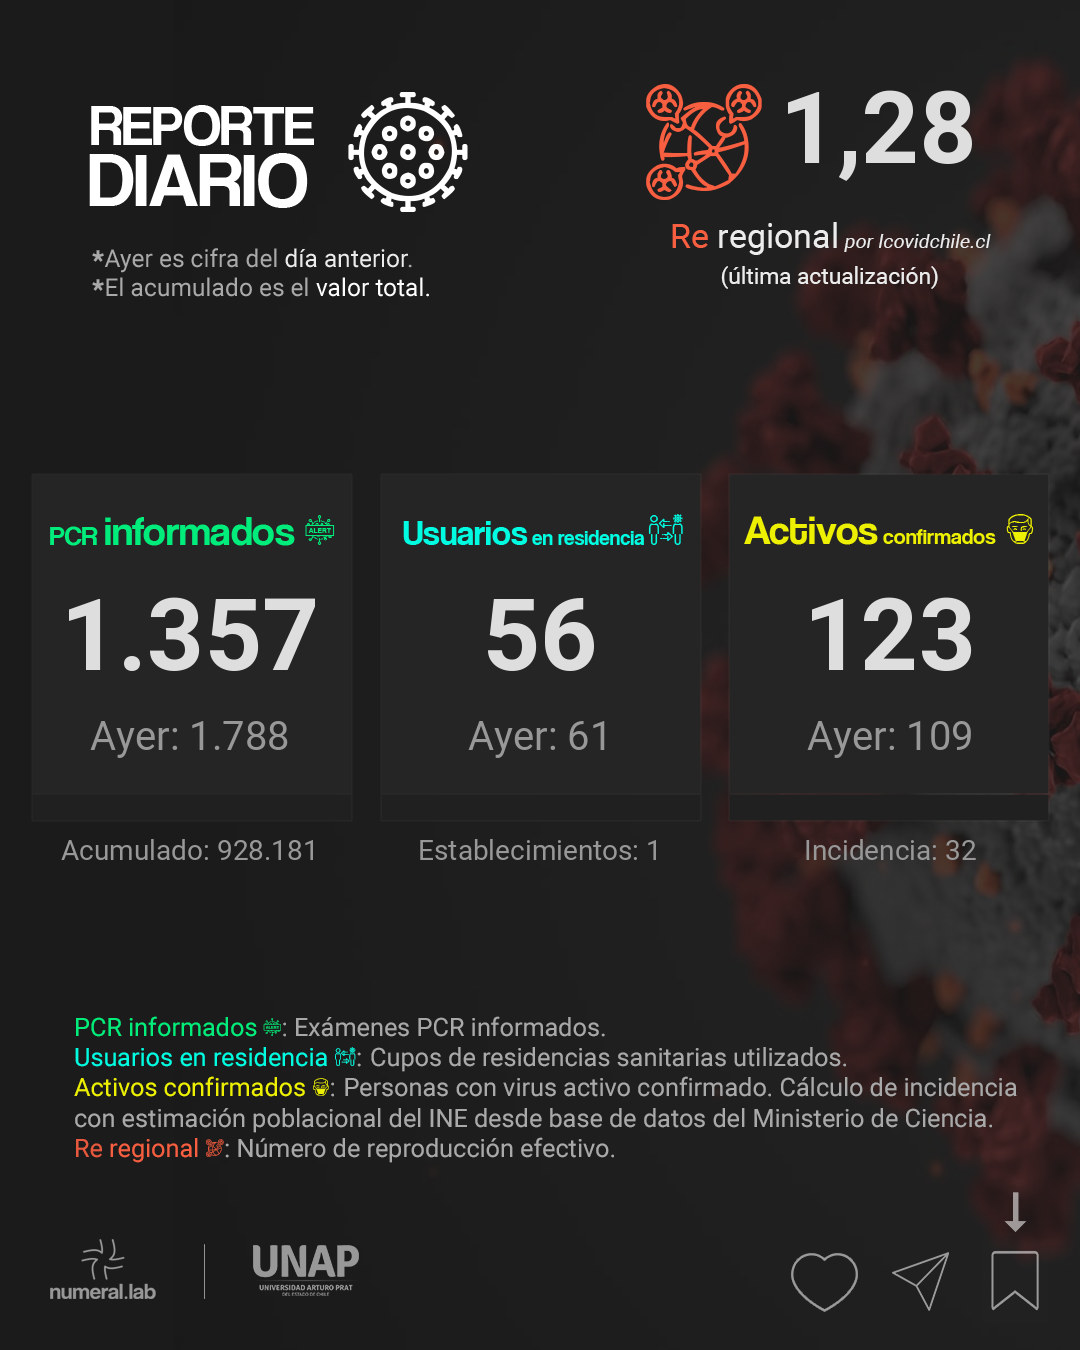 REPORTE
DIARIO
*Ayer es cifra del día anterior.
*El acumulado es el valor total.
1,28
Re regional por Icovidchile.cl
(última actualización)
PCR informados ALERT
1.357
Ayer: 1.788
Acumulado: 928.181
Usuarios en residencia
56
Ayer: 61
Establecimientos: 1
Activos confirmados
123
Ayer: 109
Incidencia: 32
PCR informados ALERT: Exámenes PCR informados.
Usuarios en residencia : Cupos de residencias sanitarias utilizados.
Activos confirmados : Personas con virus activo confirmado. Cálculo de incidencia
con estimación poblacional del INE desde base de datos del Ministerio de Ciencia.
Re regional : Número de reproducción efectivo.
numeral.lab
UNAP
UNIVERSIDAD ARTURO PRAT
DEL ESTADO DE CHILE